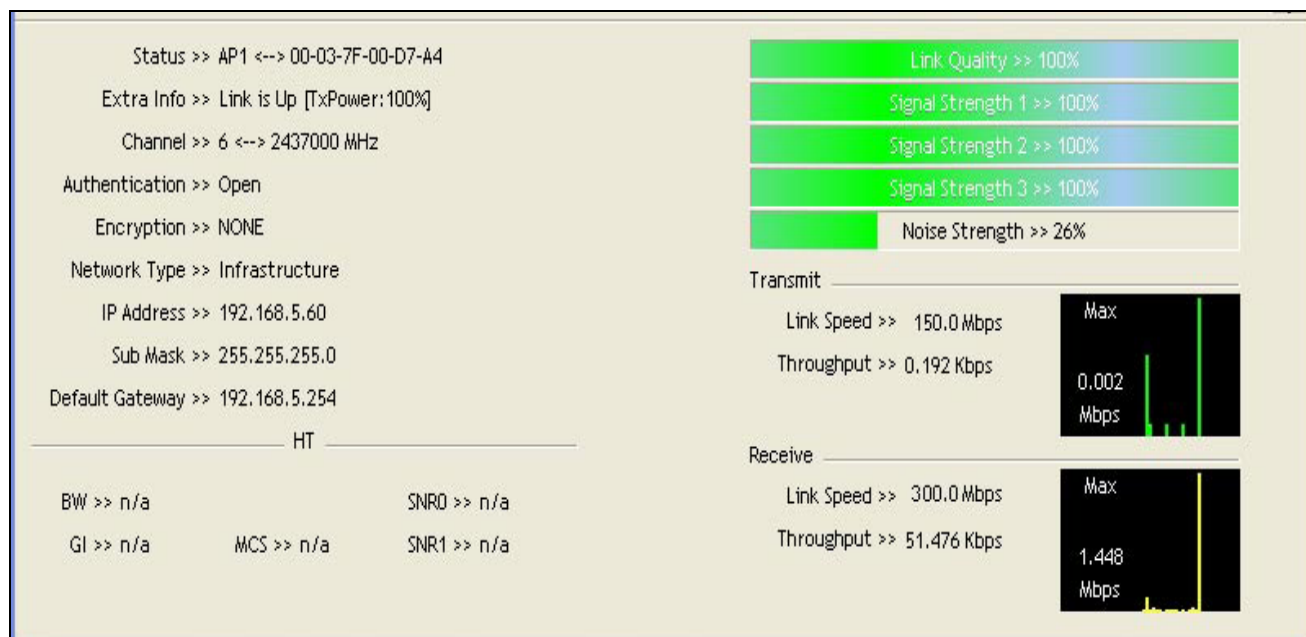 Status >> AP1 <--> 00-03-7F-00-D7-A4
Extra Info >> Link is Up [TxPower:100%]
Channel >> 6 <--> 2437000 MHz
Authentication >> Open
Encryption >> NONE
Network Type >> Infrastructure
IP Address >> 192.168.5.60
Sub Mask >> 255.255.255.0
Default Gateway >> 192.168.5.254
HT
BW >> n/a
SNR0 >> n/a
GI >> n/a
MCS >> n/a
SNR1 >> n/a
Link Quality >> 100%
Signal Strength 1 >> 100%
Signal Strength 2 >> 100%
Signal Strength 3 >> 100%
Noise Strength >> 26%
Transmit
Link Speed >> 150.0 Mbps
Throughput >> 0.192 Kbps
Max
0.002
Mbps
Receive
Link Speed >> 300.0 Mbps
Throughput >> 51.476 Kbps
Max
1.448
Mbps